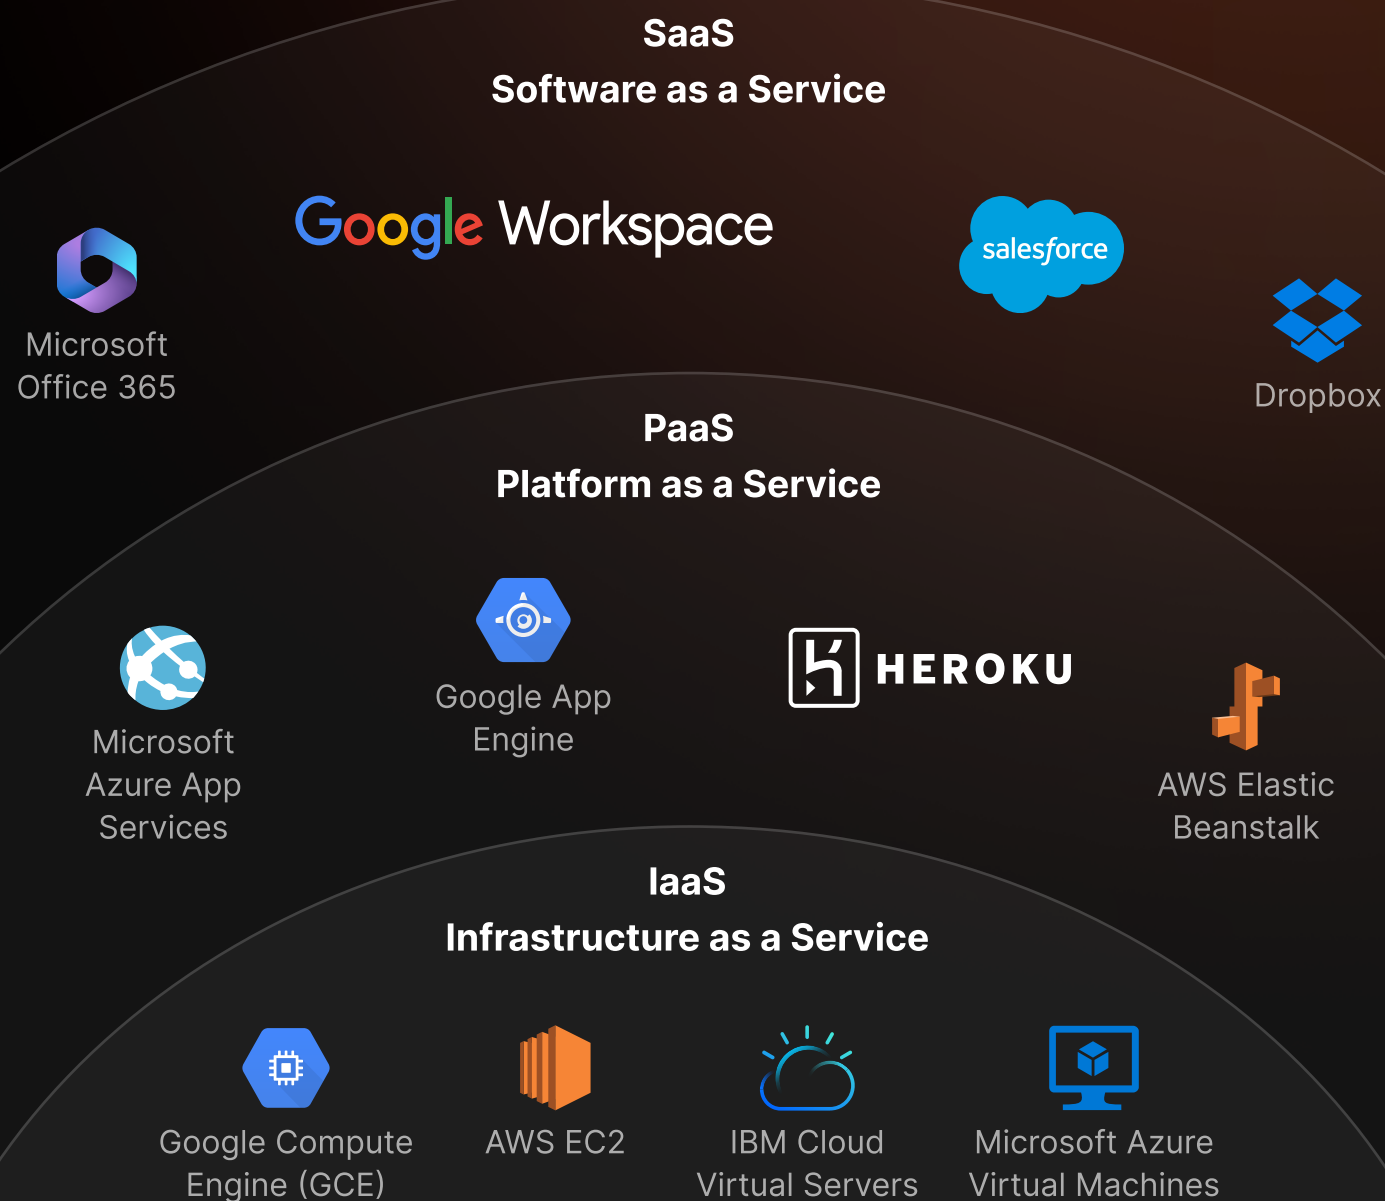 SaaS
Software as a Service
Google Workspace
salesforce
Microsoft
Office 365
Dropbox
PaaS
Platform as a Service
Google App
Engine
HEROKU
Microsoft
Azure App
Services
AWS Elastic
Beanstalk
IaaS
Infrastructure as a Service
Google Compute
Engine (GCE)
AWS EC2
IBM Cloud
Virtual Servers
Microsoft Azure
Virtual Machines